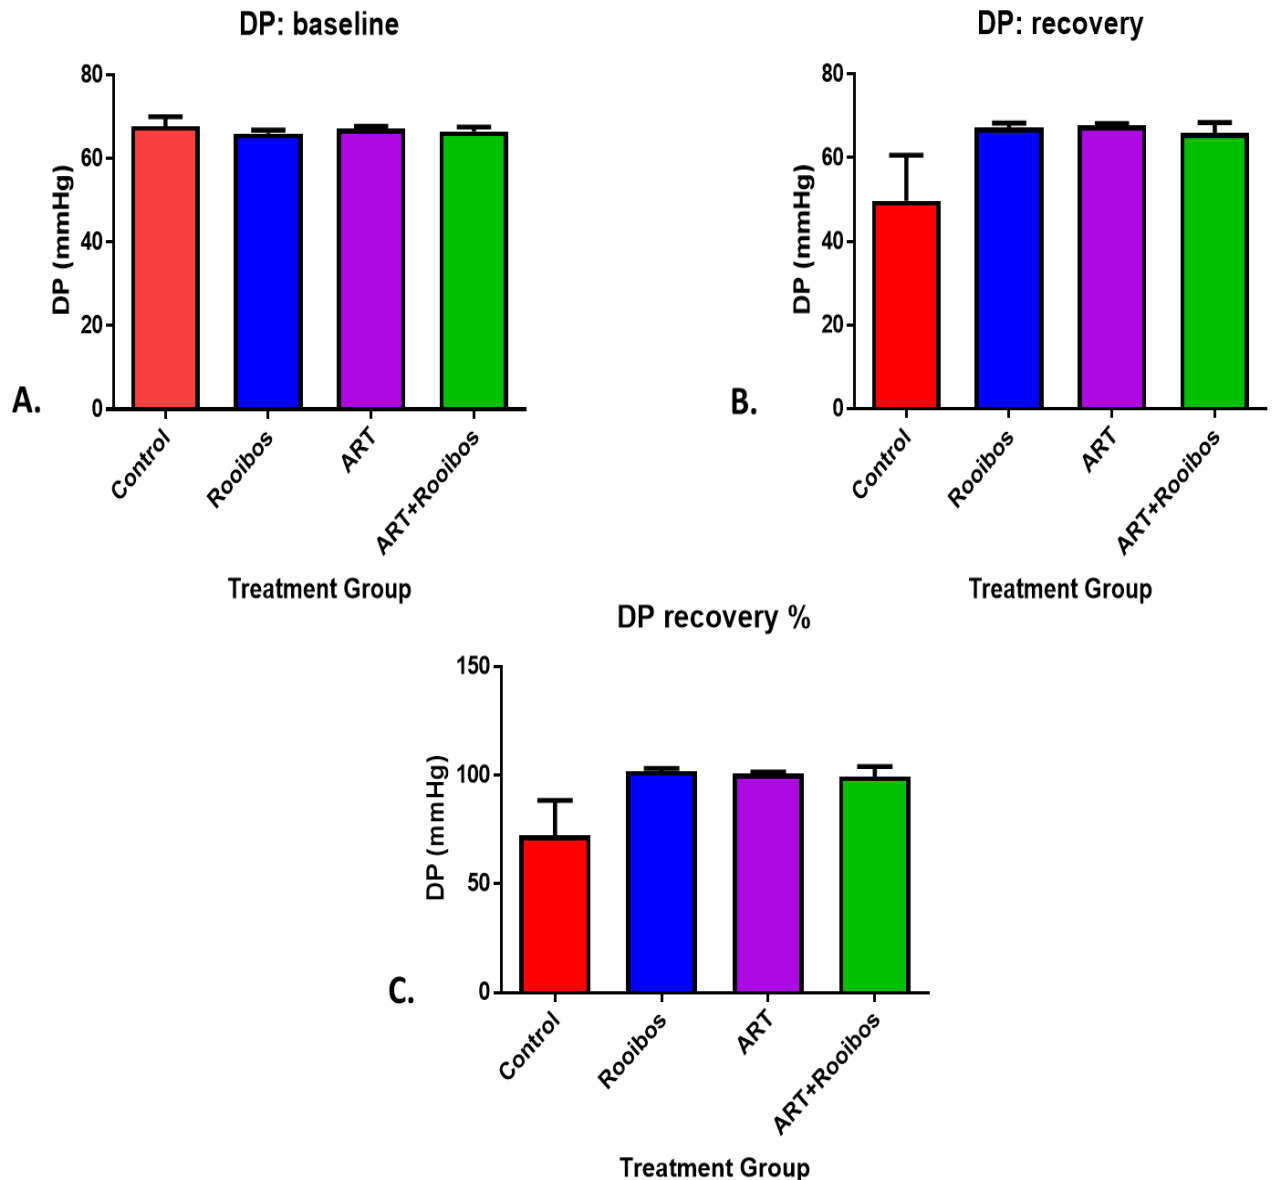 DP: baseline
80
60
40
20
0
DP (mmHg)
A.
Control
Rooibos
ART
ART+Rooibos
Treatment Group
DP: recovery
80
60
40
20
0
DP (mmHg)
B.
Control
Rooibos
ART
ART+Rooibos
Treatment Group
DP recovery %
150
100
50
0
DP (mmHg)
C.
Control
Rooibos
ART
ART+Rooibos
Treatment Group